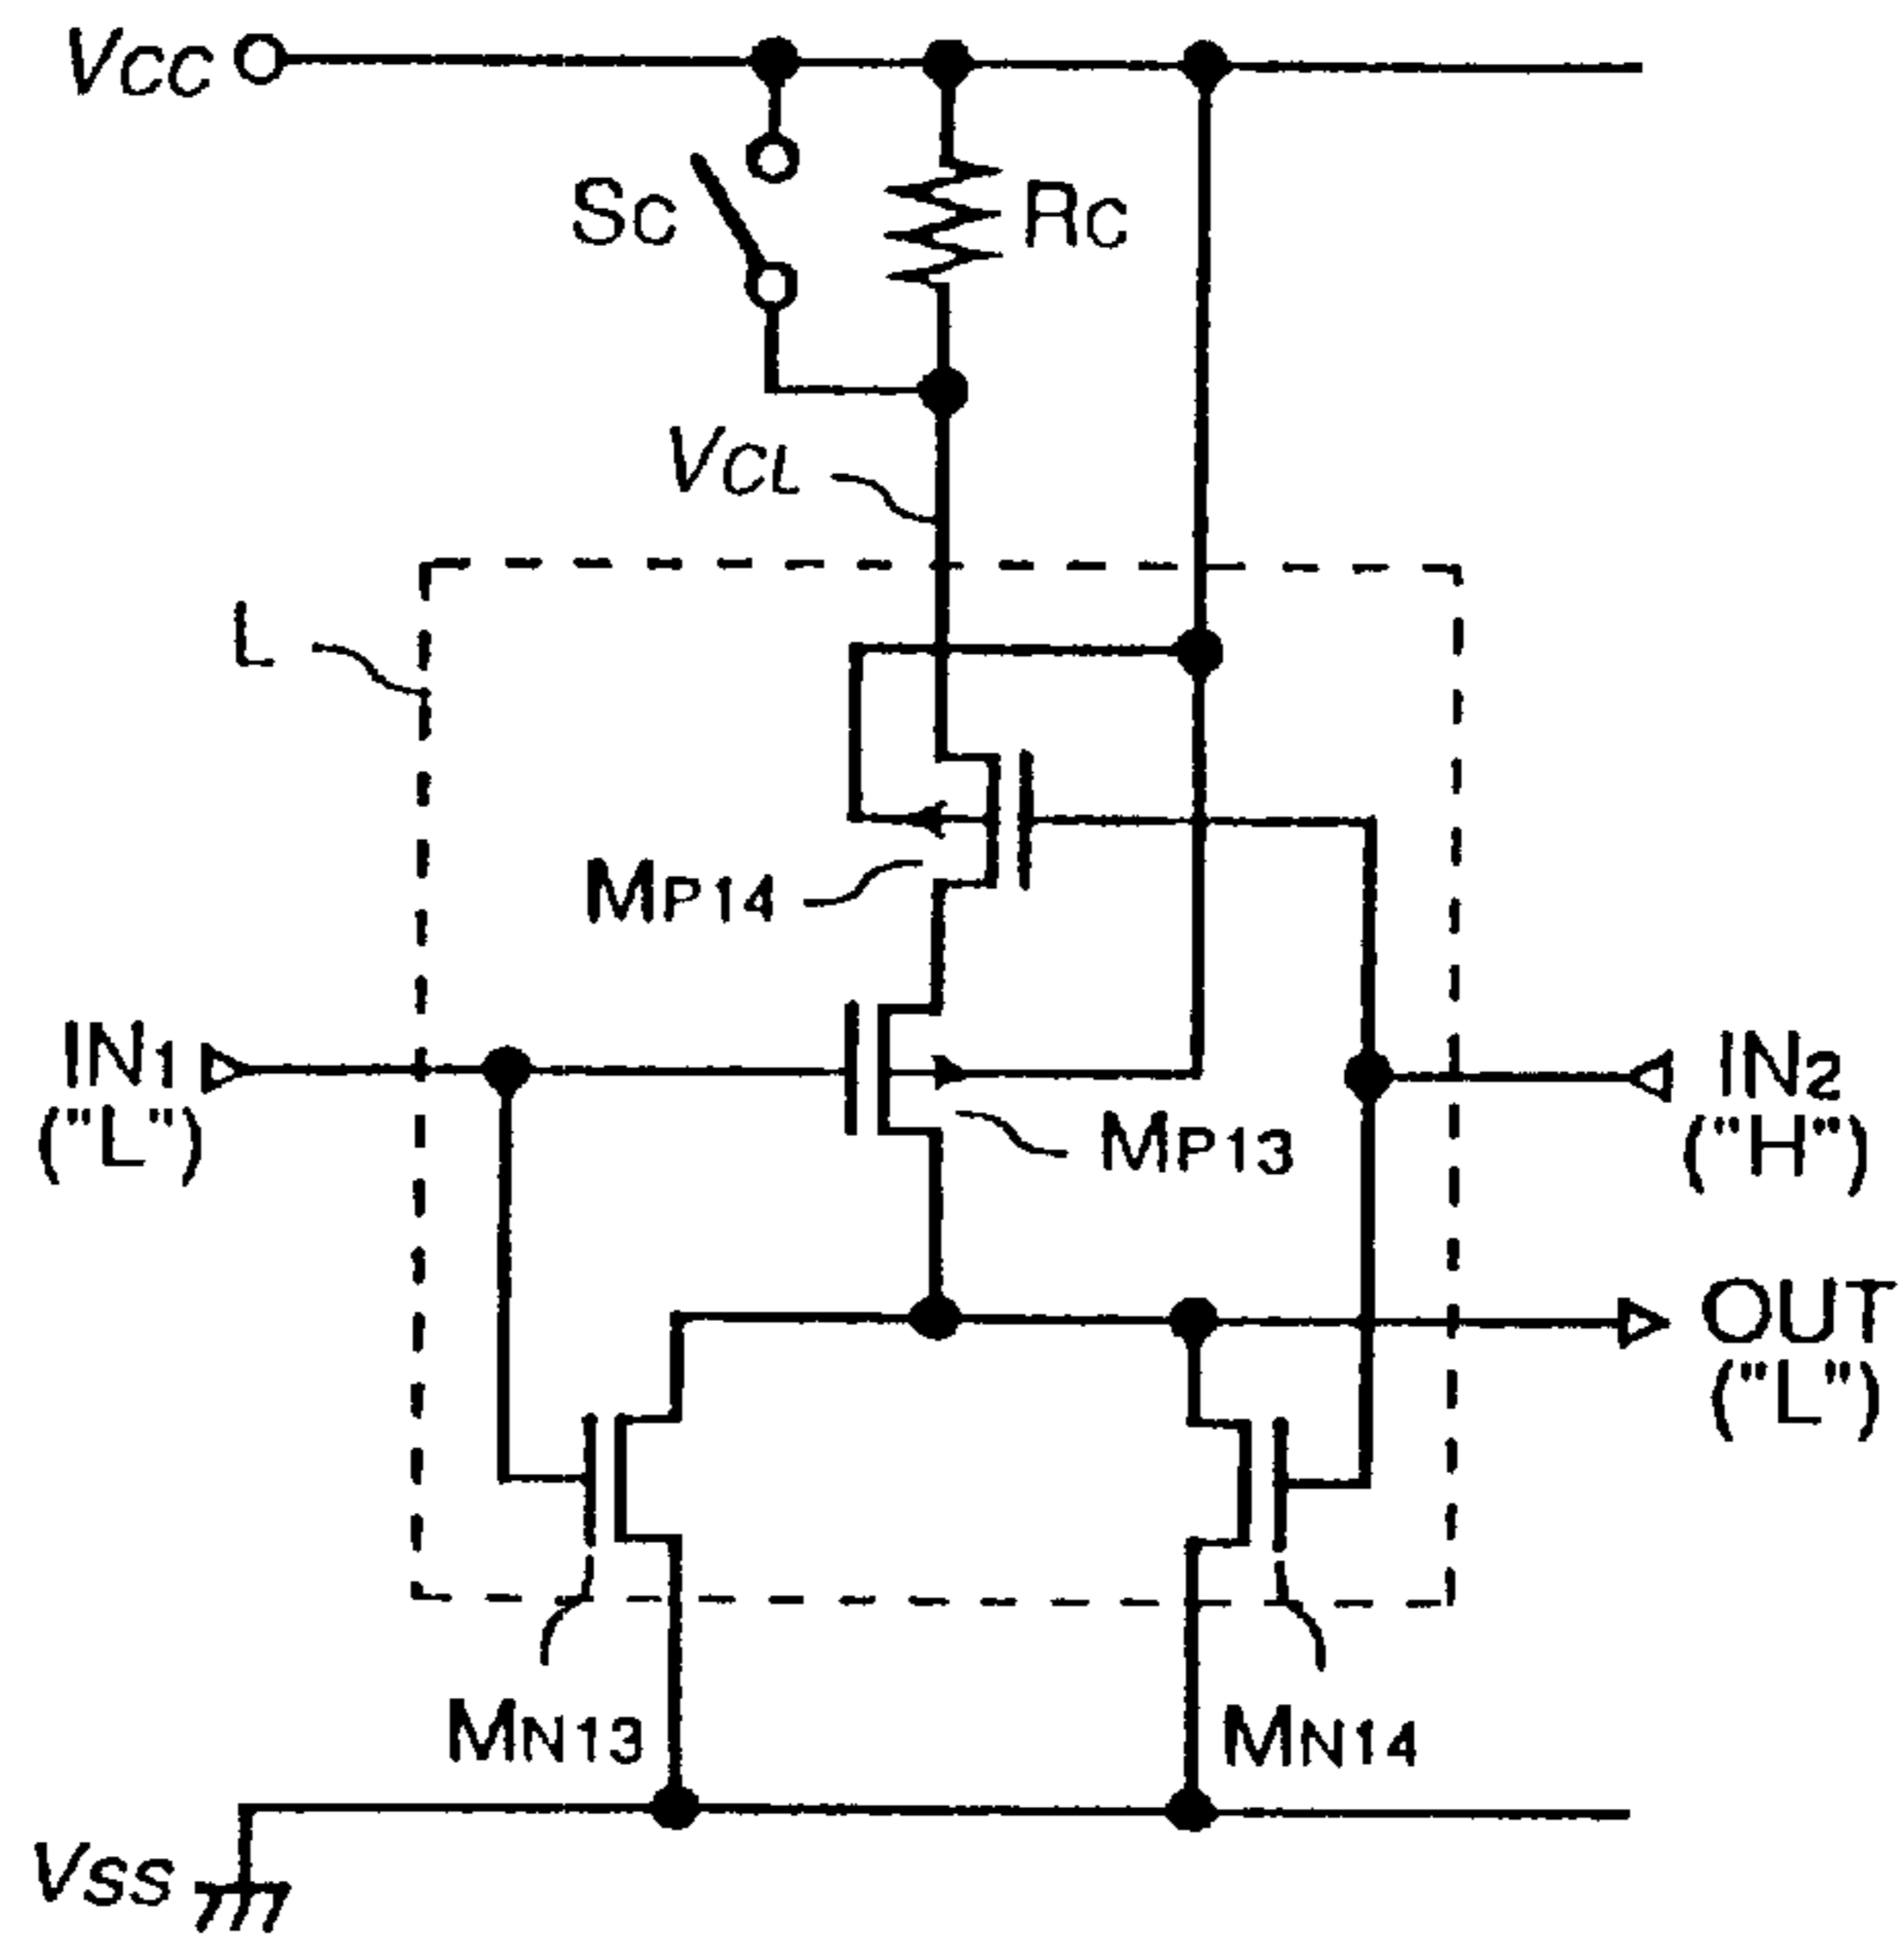 VCC
SC
RC
VCL
L
MP14
IN1
("L")
MP13
IN2
("H")
OUT
("L")
MN13
MN14
VSS